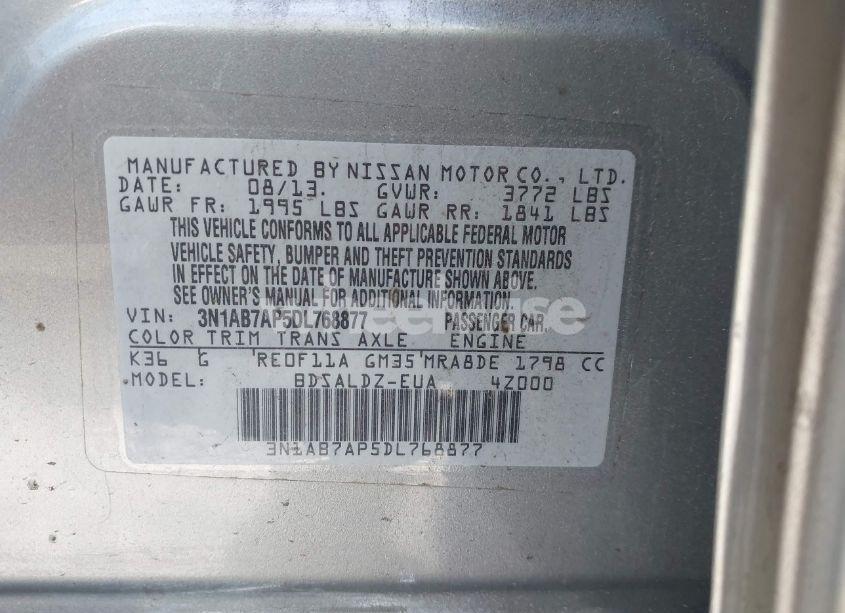 MANUFACTURED BY NISSAN MOTOR CO., LTD.
DATE: 08/13. GVWR: 3772 LBS
GAWR FR: 1995 LBS GAWR RR: 1841 LBS
THIS VEHICLE CONFORMS TO ALL APPLICABLE FEDERAL MOTOR
VEHICLE SAFETY, BUMPER AND THEFT PREVENTION STANDARDS
IN EFFECT ON THE DATE OF MANUFACTURE SHOWN ABOVE.
SEE OWNER'S MANUAL FOR ADDITIONAL INFORMATION.
VIN: 3N1AB7AP5DL768877 PASSENGER CAR.
COLOR TRIM TRANS AXLE ENGINE
K36 G RE0F11A GM35 MRA8DE 1798 CC
MODEL: BDSALDZ-EUA 4Z000
3N1AB7AP5DL768877